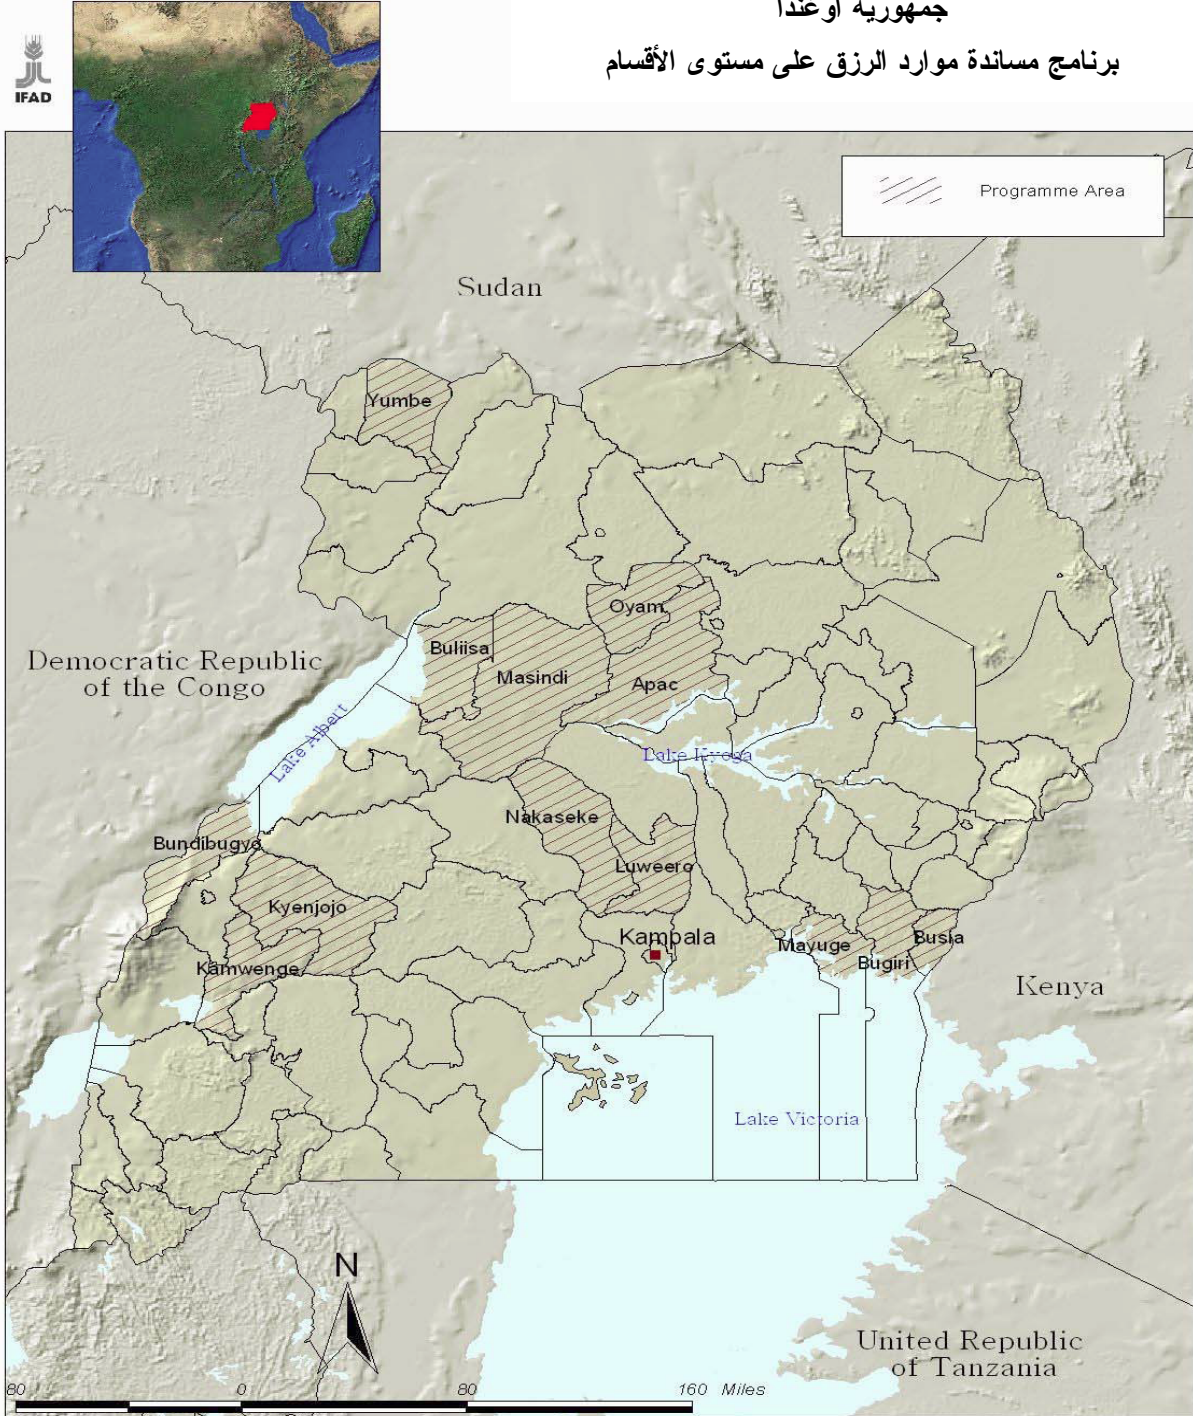 جمهورية أوغندا
برنامج مساندة موارد الرزق على مستوى الأقسام
IFAD
Programme Area
Sudan
Yumbe
Oyam
Buliisa
Masindi
Apac
Democratic Republic
of the Congo
Lake Albert
Lake Kyoga
Nakaseke
Bundibugyo
Luweero
Kyenjojo
Kampala
Mayuge
Busia
Bugiri
Kamwenge
Kenya
Lake Victoria
N
United Republic
of Tanzania
80 0 80 160 Miles